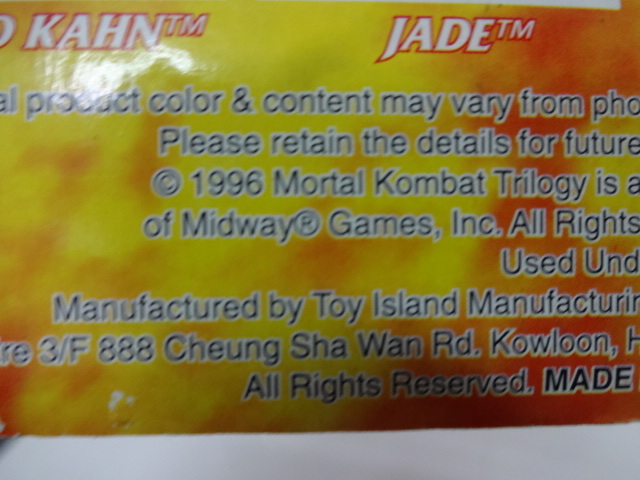 O KAHN™ JADE™
al product color & content may vary from pho
Please retain the details for future
© 1996 Mortal Kombat Trilogy is a
of Midway® Games, Inc. All Rights
Used Und
Manufactured by Toy Island Manufacturin
re 3/F 888 Cheung Sha Wan Rd. Kowloon, H
All Rights Reserved. MADE